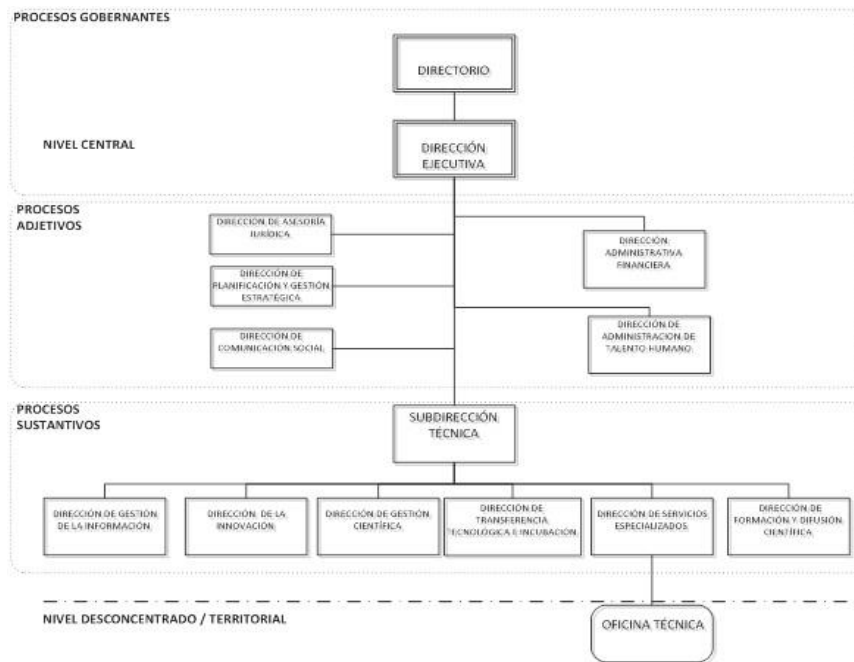 PROCESOS GOBERNANTES
DIRECTORIO
NIVEL CENTRAL
DIRECCIÓN
EJECUTIVA
PROCESOS
ADJETIVOS
DIRECCIÓN DE ASESORÍA
JURÍDICA
DIRECCIÓN
ADMINISTRATIVA
FINANCIERA
DIRECCIÓN DE
PLANIFICACIÓN Y GESTIÓN
ESTRATÉGICA
DIRECCIÓN DE
COMUNICACIÓN SOCIAL
DIRECCIÓN DE
ADMINISTRACION DE
TALENTO HUMANO
PROCESOS
SUSTANTIVOS
SUBDIRECCIÓN
TÉCNICA
DIRECCIÓN DE GESTIÓN
DE LA INFORMACIÓN
DIRECCIÓN DE LA
INNOVACIÓN
DIRECCIÓN DE GESTIÓN
CIENTÍFICA
DIRECCIÓN DE
TRANSFERENCIA
TECNOLÓGICA E INCUBACIÓN
DIRECCIÓN DE SERVICIOS
ESPECIALIZADOS
DIRECCIÓN DE
FORMACIÓN Y DIFUSIÓN
CIENTÍFICA
NIVEL DESCONCENTRADO / TERRITORIAL
OFICINA TÉCNICA